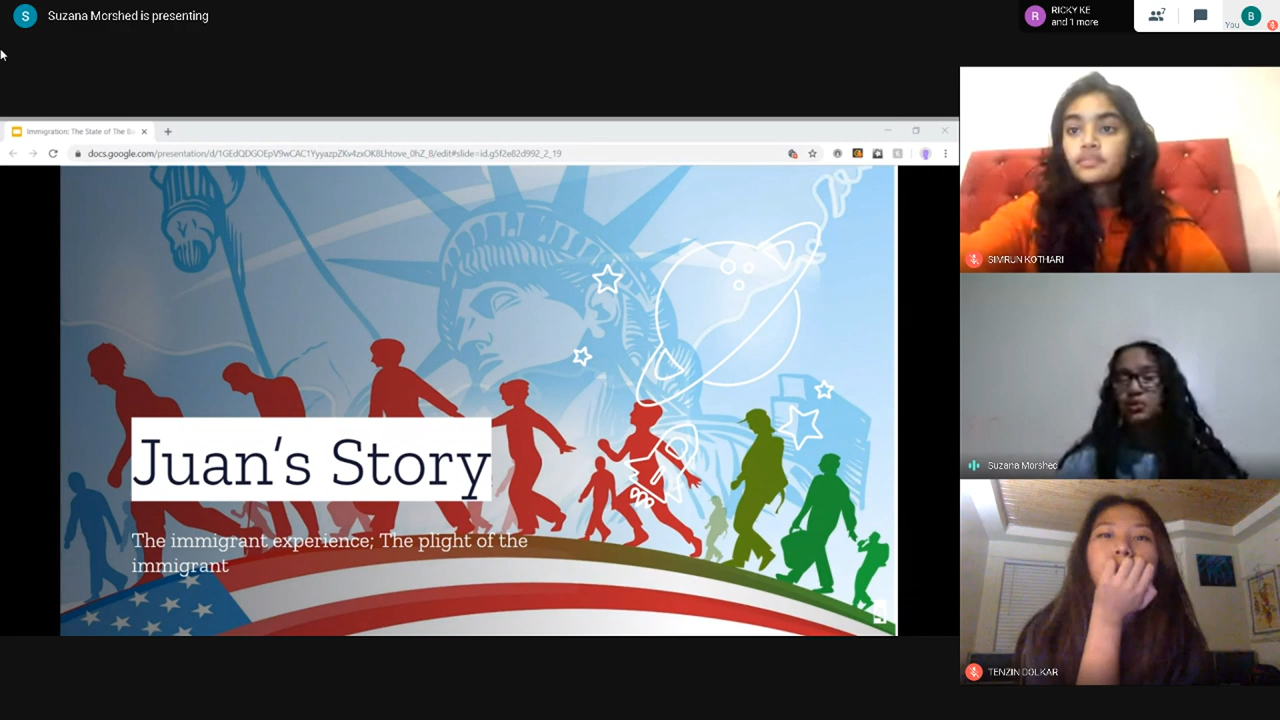 S
Suzana Morshed is presenting
R
RICKY KE
and 1 more
7
You
B
Immigration: The State of The Ba
docs.google.com/presentation/d/1GEdQDGOEpV9wCAC1YyyazpZKv4zxOK8Lhtove_0hZ_8/edit#slide=id.g5f2e82d992_2_19
Juan's Story
The immigrant experience; The plight of the
immigrant
SIMRUN KOTHARI
Suzana Morshed
TENZIN DOLKAR